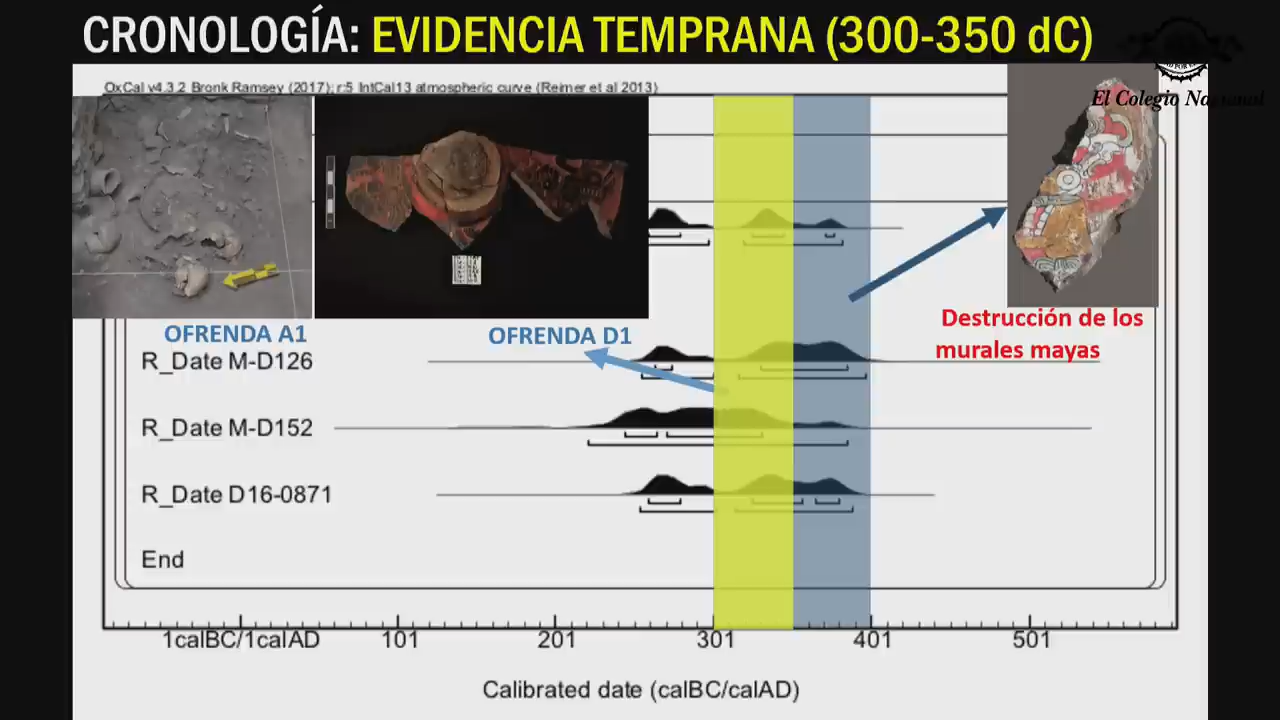 CRONOLOGÍA: EVIDENCIA TEMPRANA (300-350 dC)
OxCal v4.3.2 Bronk Ramsey (2017); r:5 IntCal13 atmospheric curve (Reimer et al 2013)
El Colegio Nacional
Destrucción de los
murales mayas
OFRENDA A1
OFRENDA D1
R_Date M-D126
R_Date M-D152
R_Date D16-0871
End
1calBC/1calAD 101 201 301 401 501
Calibrated date (calBC/calAD)